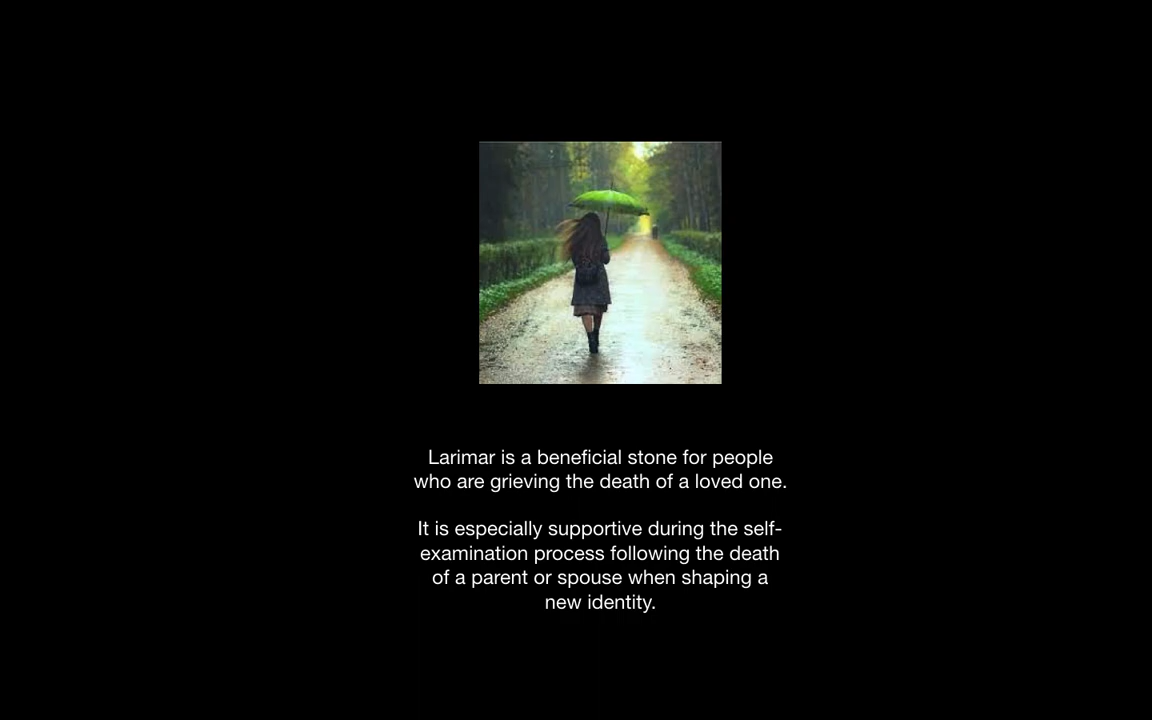 Larimar is a beneficial stone for people
who are grieving the death of a loved one.
It is especially supportive during the self-
examination process following the death
of a parent or spouse when shaping a
new identity.